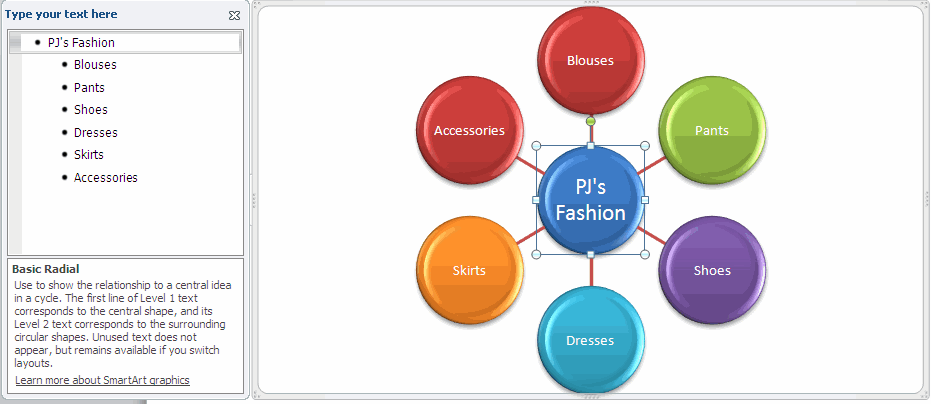 Type your text here
PJ's Fashion
Blouses
Pants
Shoes
Dresses
Skirts
Accessories
Basic Radial
Use to show the relationship to a central idea
in a cycle. The first line of Level 1 text
corresponds to the central shape, and its
Level 2 text corresponds to the surrounding
circular shapes. Unused text does not
appear, but remains available if you switch
layouts.
Learn more about SmartArt graphics
Blouses
Accessories
Pants
PJ's
Fashion
Skirts
Shoes
Dresses